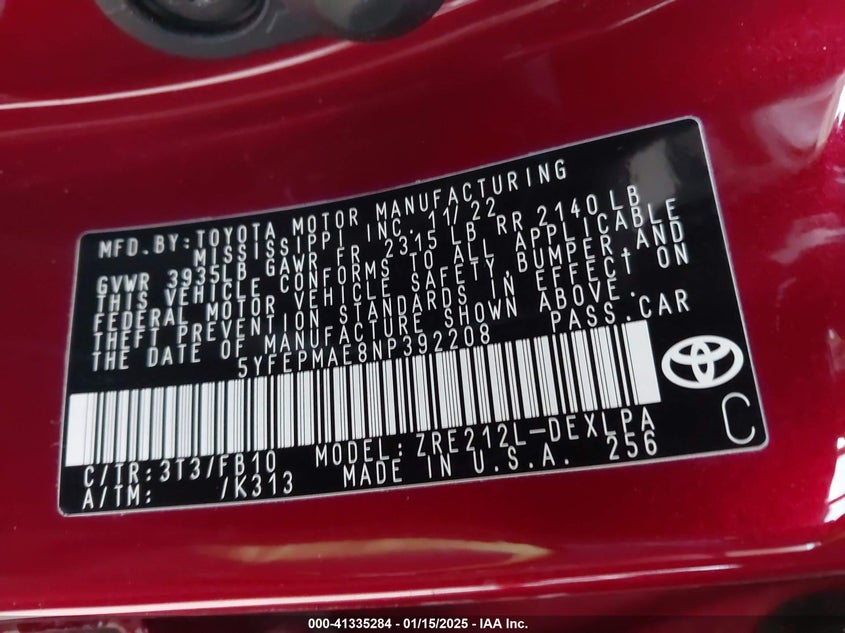 MFD.BY:TOYOTA MOTOR MANUFACTURING
MISSISSIPPI INC. 11/22
GVWR 3935LB GAWR FR 2315 LB RR 2140 LB
THIS VEHICLE CONFORMS TO ALL APPLICABLE
FEDERAL MOTOR VEHICLE SAFETY,BUMPER,AND
THEFT PREVENTION STANDARDS IN EFFECT ON
THE DATE OF MANUFACTURE SHOWN ABOVE.
5YFEPMAE8NP392208 PASS.CAR
C/TR:3T3/FB10 MODEL:ZRE212L-DEXLPA
A/TM: /K313 MADE IN U.S.A. 256
C
000-41335284 - 01/15/2025 - IAA Inc.